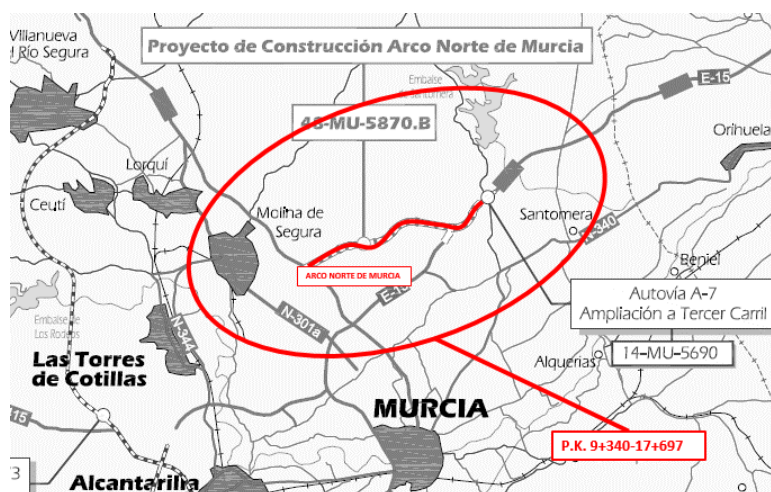 Villanueva
del Río Segura
Proyecto de Construcción Arco Norte de Murcia
E-15
Embalse
de Santomera
48-MU-5870.B
Orihuela
Lorquí
Ceutí
Molina de
Segura
Santomera
N-340
ARCO NORTE DE MURCIA
Beniel
Autovía A-7
Ampliación a Tercer Carril
14-MU-5690
Embalse de
Los Rodeos
N-344
N-301a
E-15
Las Torres
de Cotillas
Alquerías
MURCIA
E-15
P.K. 9+340-17+697
3
Alcantarilla